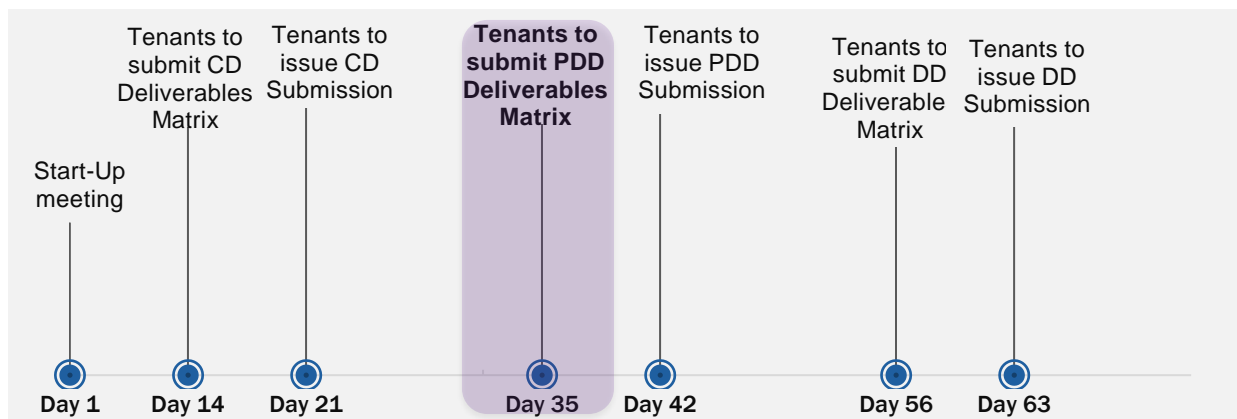 Start-Up
meeting
Day 1
Tenants to
submit CD
Deliverables
Matrix
Day 14
Tenants to
issue CD
Submission
Day 21
Tenants to
submit PDD
Deliverables
Matrix
Day 35
Tenants to
issue PDD
Submission
Day 42
Tenants to
submit DD
Deliverable
Matrix
Day 56
Tenants to
issue DD
Submission
Day 63